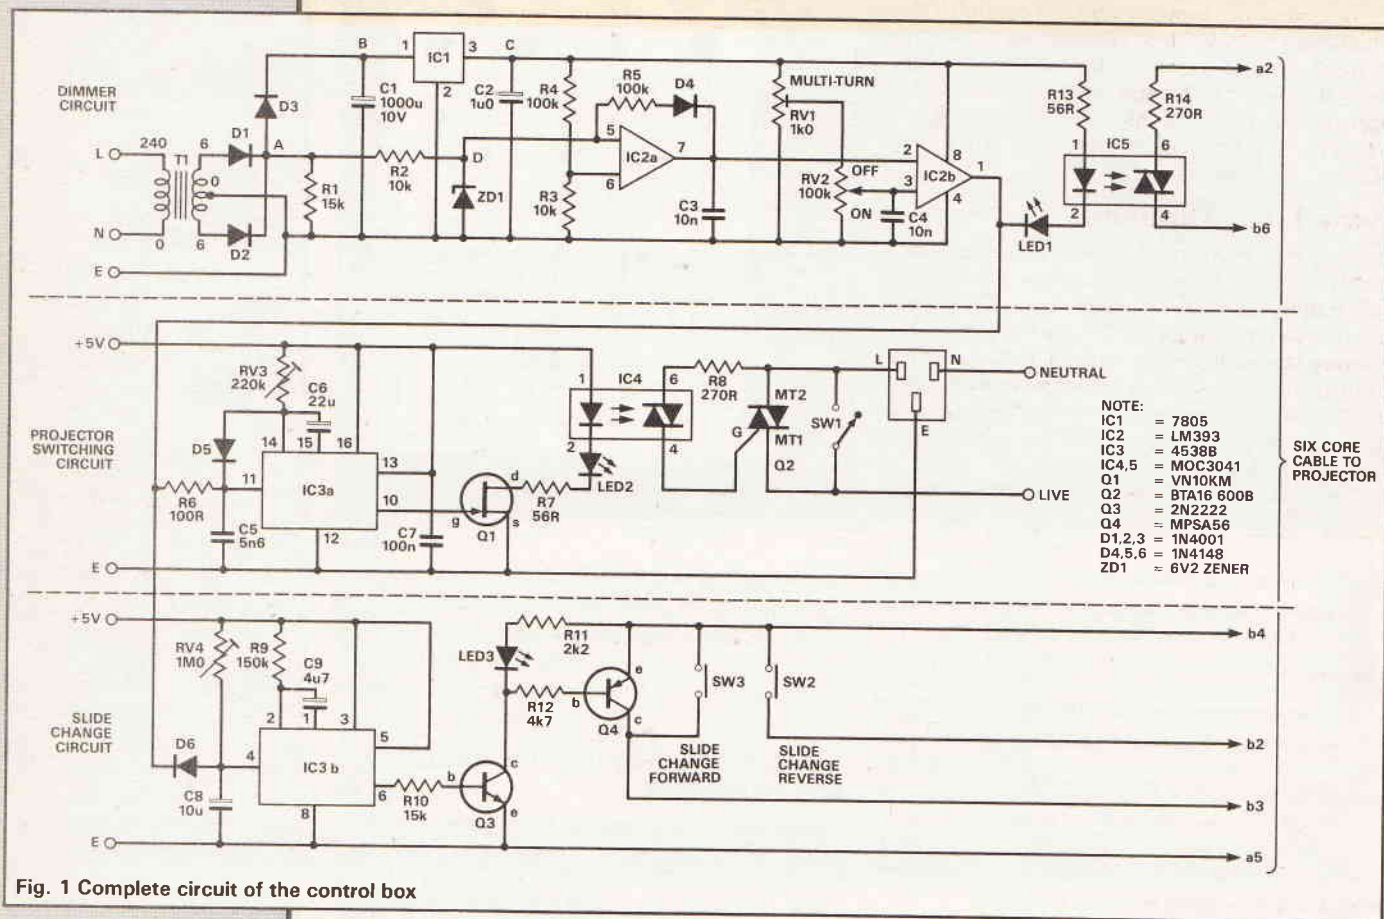 DIMMER
CIRCUIT
L
N
E
240
0
T1
6
0
6
D1
D2
D3
A
B
C1
1000u
10V
1
IC1
3
2
C
C2
1u0
R1
15k
R2
10k
D
ZD1
R4
100k
R3
10k
R5
100k
D4
5
6
IC2a
7
C3
10n
MULTI-TURN
RV1
1k0
RV2
100k
OFF
ON
C4
10n
2
3
IC2b
8
4
1
LED1
R13
56R
R14
270R
1
IC5
6
2
4
a2
b6
PROJECTOR
SWITCHING
CIRCUIT
+5V
E
RV3
220k
C6
22u
D5
R6
100R
C5
5n6
14
15
16
11
IC3a
13
10
12
C7
100n
g
d
s
Q1
R7
56R
LED2
1
IC4
6
2
4
R8
270R
MT2
G
MT1
Q2
SW1
L
N
E
NEUTRAL
LIVE
NOTE:
IC1 = 7805
IC2 = LM393
IC3 = 4538B
IC4,5 = MOC3041
Q1 = VN10KM
Q2 = BTA16 600B
Q3 = 2N2222
Q4 = MPSA56
D1,2,3 = 1N4001
D4,5,6 = 1N4148
ZD1 = 6V2 ZENER
SIX CORE
CABLE TO
PROJECTOR
SLIDE
CHANGE
CIRCUIT
+5V
E
RV4
1M0
R9
150k
C9
4u7
D6
C8
10u
2
1
3
4
IC3b
5
6
8
R10
15k
b
c
e
Q3
LED3
R11
2k2
R12
4k7
b
e
c
Q4
SW3
SW2
SLIDE
CHANGE
FORWARD
SLIDE
CHANGE
REVERSE
b4
b2
b3
a5
Fig. 1 Complete circuit of the control box